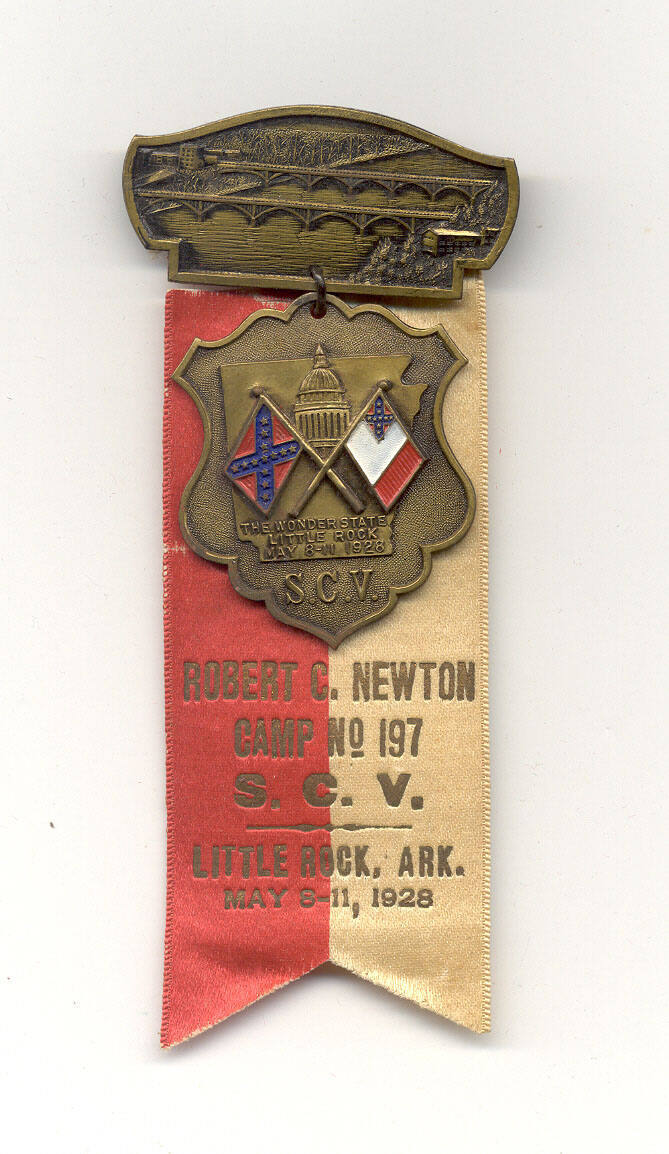 THE WONDER STATE
LITTLE ROCK
MAY 8-11 1928
S.C.V.
ROBERT C. NEWTON
CAMP NO 197
S. C. V.
LITTLE ROCK, ARK.
MAY 8-11, 1928